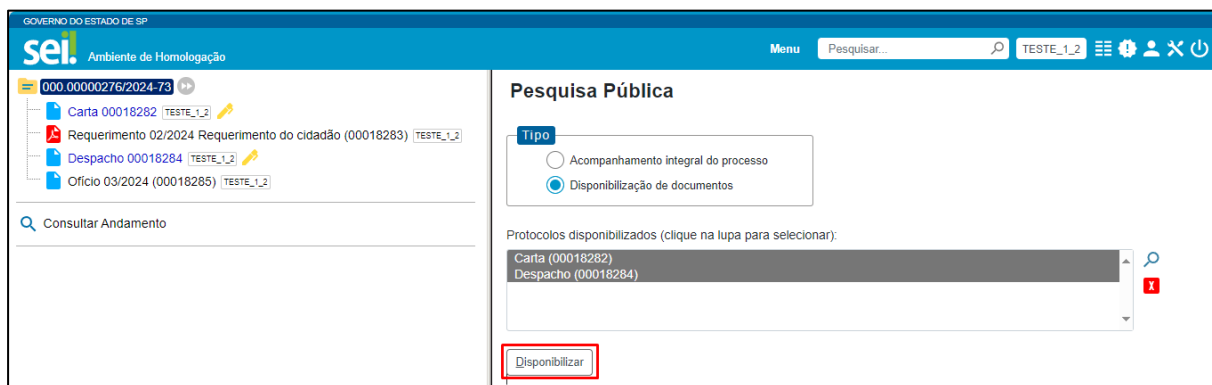 GOVERNO DO ESTADO DE SP
sei!
Ambiente de Homologação
Menu
Pesquisar...
TESTE_1_2
000.00000276/2024-73
Carta 00018282 TESTE_1_2
Requerimento 02/2024 Requerimento do cidadão (00018283) TESTE_1_2
Despacho 00018284 TESTE_1_2
Ofício 03/2024 (00018285) TESTE_1_2
Consultar Andamento
Pesquisa Pública
Tipo
Acompanhamento integral do processo
Disponibilização de documentos
Protocolos disponibilizados (clique na lupa para selecionar):
Carta (00018282)
Despacho (00018284)
X
Disponibilizar